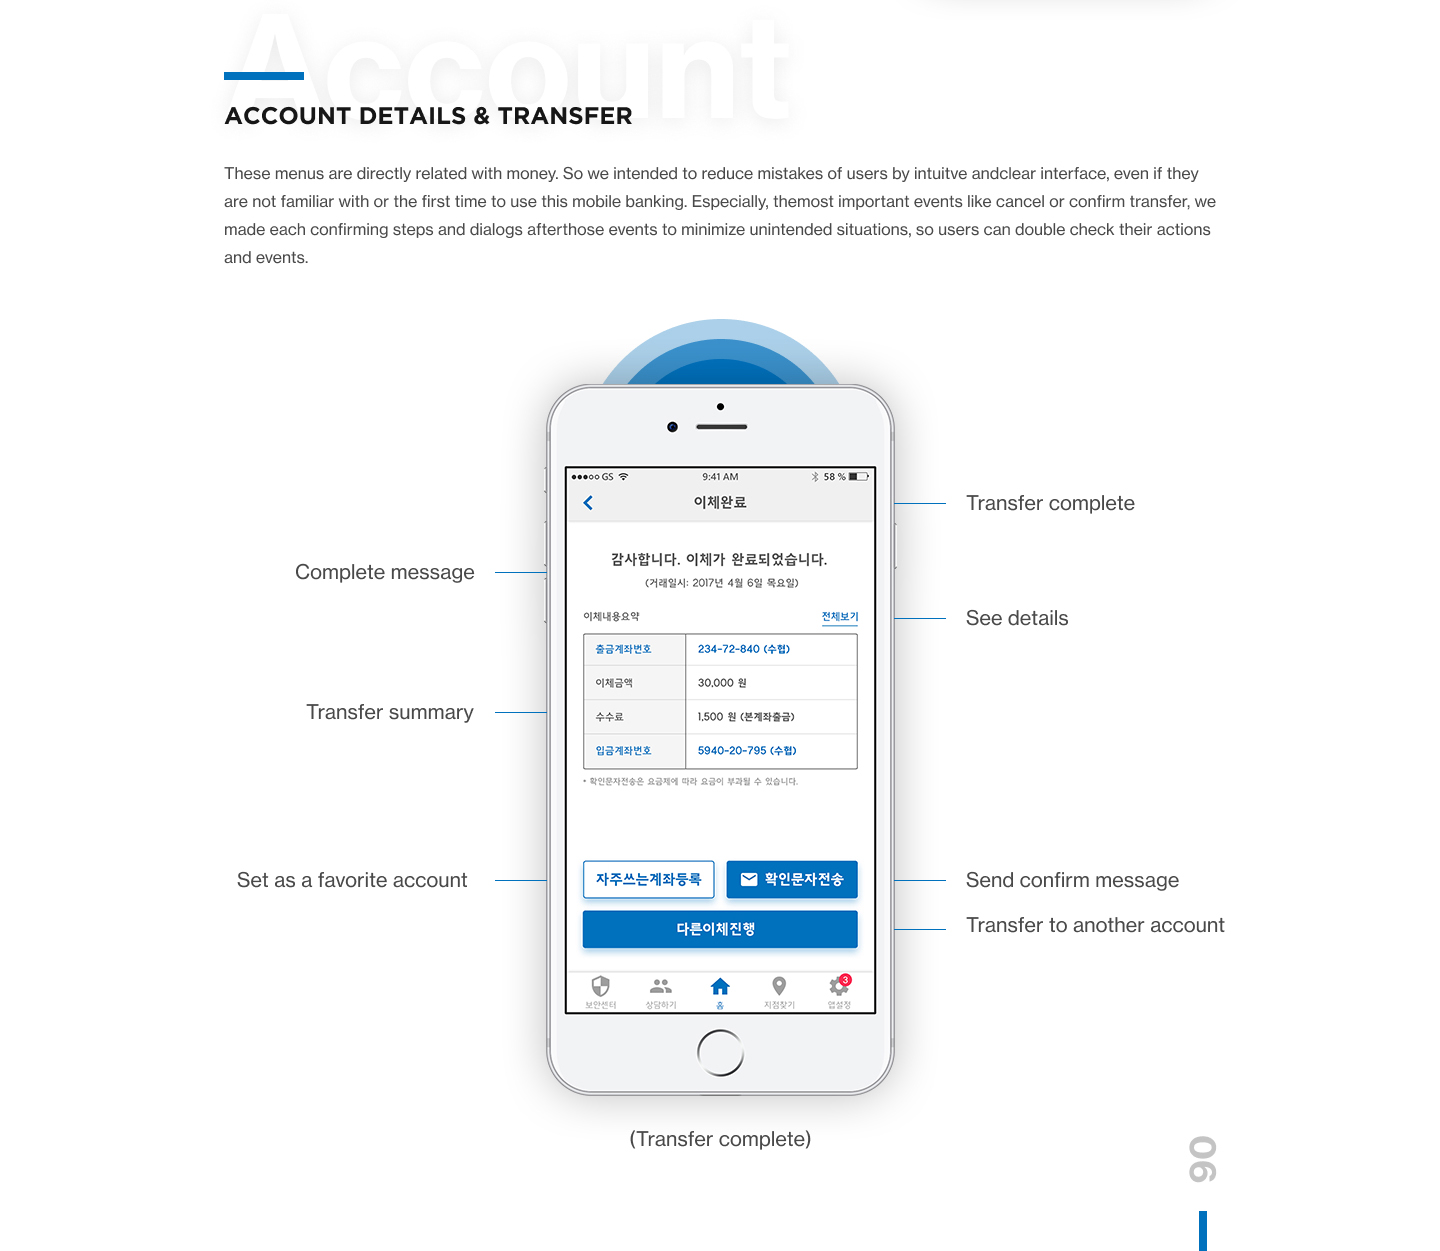 Account
ACCOUNT DETAILS & TRANSFER
These menus are directly related with money. So we intended to reduce mistakes of users by intuitve andclear interface, even if they
are not familiar with or the first time to use this mobile banking. Especially, themost important events like cancel or confirm transfer, we
made each confirming steps and dialogs afterthose events to minimize unintended situations, so users can double check their actions
and events.
GS 9:41 AM 58 %
이체완료
Transfer complete
감사합니다. 이체가 완료되었습니다.
Complete message
(거래일시: 2017년 4월 6일 목요일)
이체내용요약 전체보기
See details
출금계좌번호 234-72-840 (수협)
이체금액 30,000 원
Transfer summary
수수료 1,500 원 (본계좌출금)
입금계좌번호 5940-20-795 (수협)
* 확인문자전송은 요금제에 따라 요금이 부과될 수 있습니다.
Set as a favorite account
자주쓰는계좌등록 확인문자전송
Send confirm message
다른이체진행
Transfer to another account
3
보안센터 상담하기 홈 지점찾기 앱설정
(Transfer complete)
06